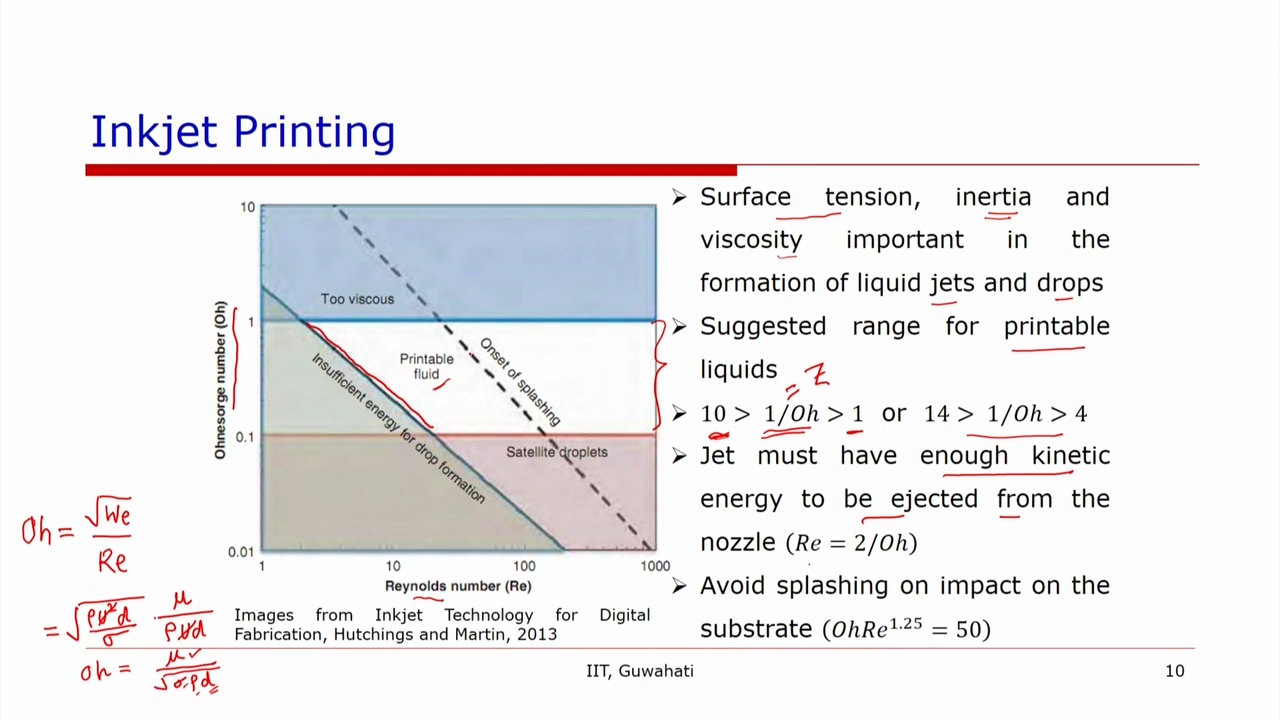 Inkjet Printing
10
1
0.1
0.01
Ohnesorge number (Oh)
Too viscous
Printable
fluid
Onset of splashing
Insufficient energy for drop formation
Satellite droplets
1
10
100
1000
Reynolds number (Re)
Images from Inkjet Technology for Digital
Fabrication, Hutchings and Martin, 2013
➢ Surface tension, inertia and
viscosity important in the
formation of liquid jets and drops
➢ Suggested range for printable
liquids
= Z
➢ 10 > 1/Oh > 1 or 14 > 1/Oh > 4
➢ Jet must have enough kinetic
energy to be ejected from the
nozzle (Re = 2/Oh)
➢ Avoid splashing on impact on the
substrate (OhRe^1.25 = 50)
Oh = √We / Re
= √(ρv²d / σ) · μ / ρvd
Oh = μ / √σρd
IIT, Guwahati
10